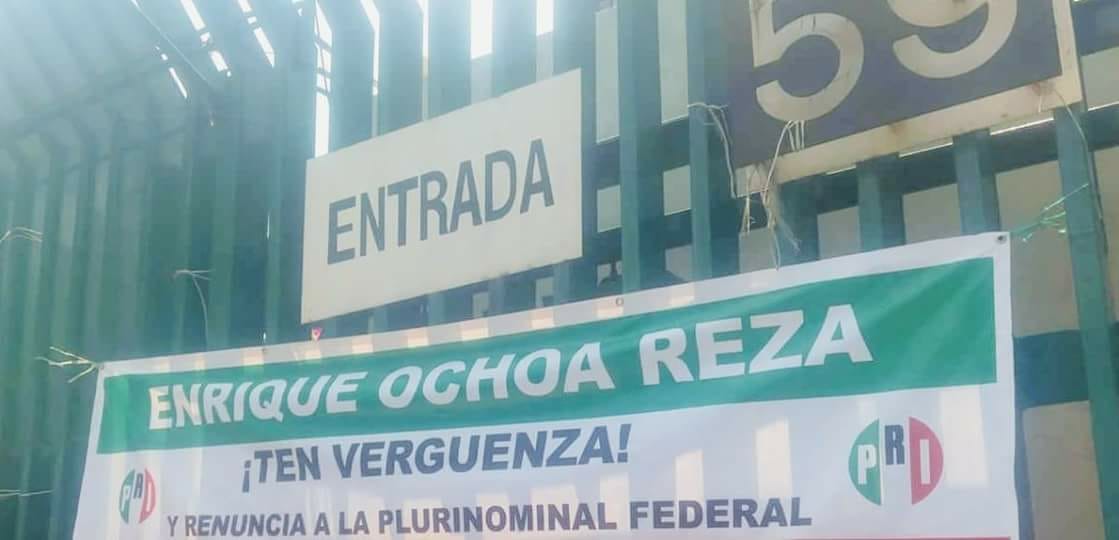 59
ENTRADA
ENRIQUE OCHOA REZA
¡TEN VERGUENZA!
PRI
PRI
Y RENUNCIA A LA PLURINOMINAL FEDERAL